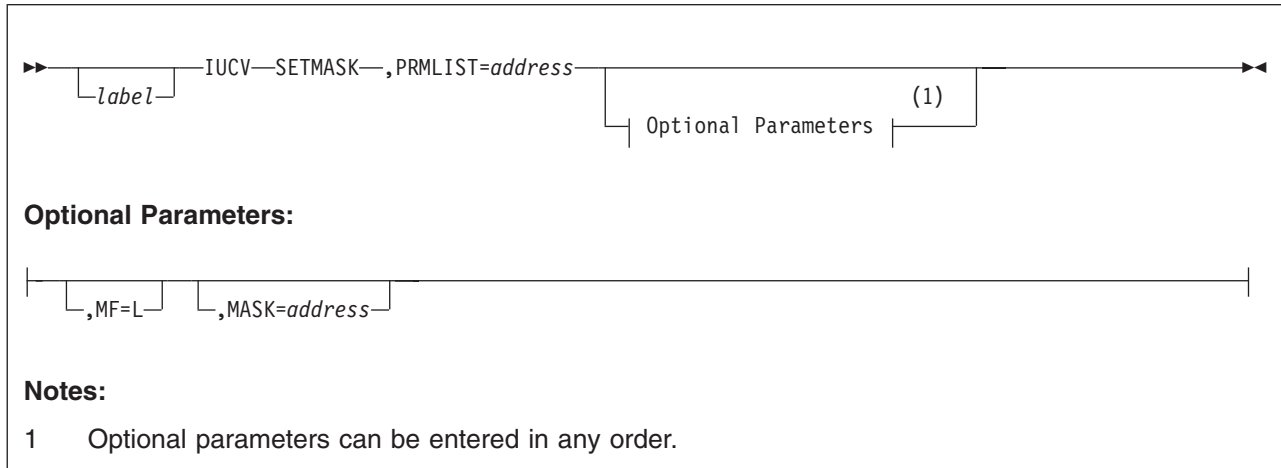 IUCV SETMASK ,PRMLIST=address
label
(1)
Optional Parameters
Optional Parameters:
,MF=L ,MASK=address
Notes:
1 Optional parameters can be entered in any order.